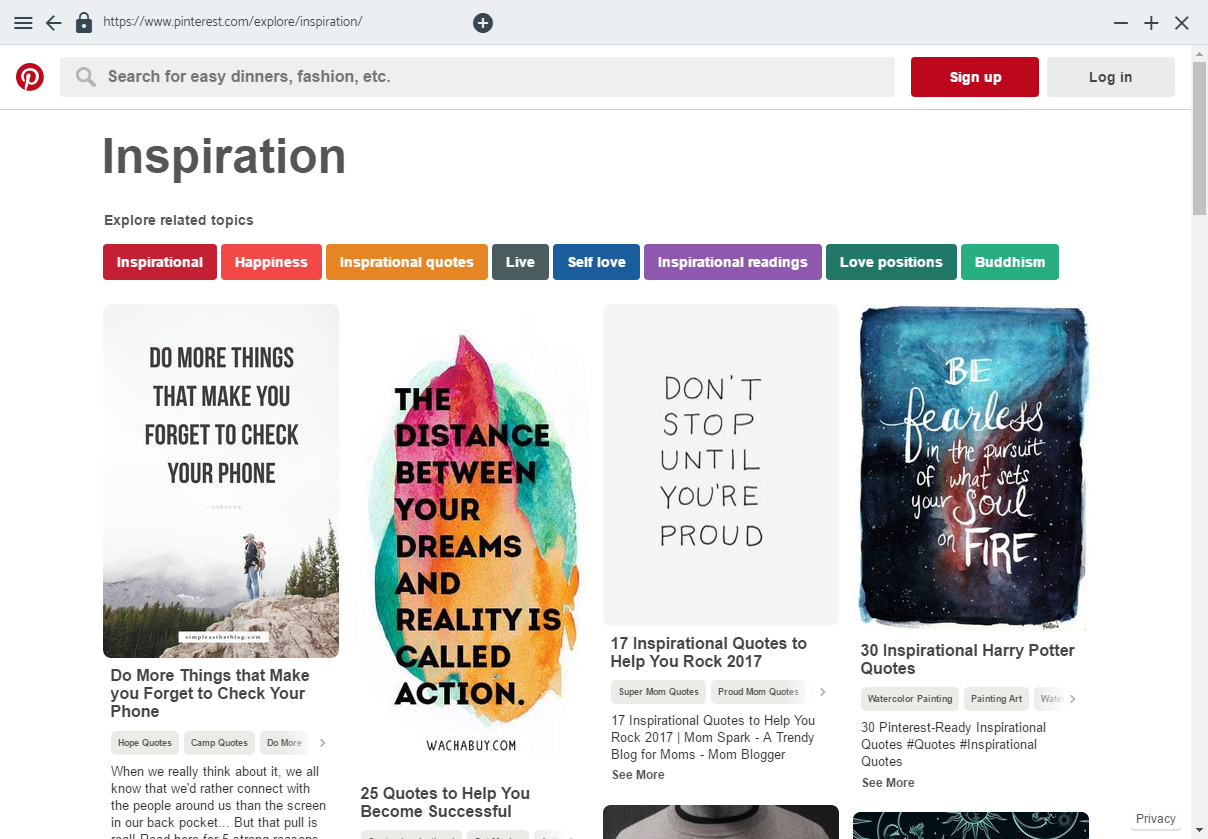 https://www.pinterest.com/explore/inspiration/
Search for easy dinners, fashion, etc.
Sign up
Log in
Inspiration
Explore related topics
Inspirational
Happiness
Insprational quotes
Live
Self love
Inspirational readings
Love positions
Buddhism
DO MORE THINGS
THAT MAKE YOU
FORGET TO CHECK
YOUR PHONE
- unknown
simpleasthatblog.com
Do More Things that Make
you Forget to Check Your
Phone
Hope Quotes
Camp Quotes
Do More
When we really think about it, we all
know that we'd rather connect with
the people around us than the screen
in our back pocket... But that pull is
real! Read here for 5 strong reasons
THE
DISTANCE
BETWEEN
YOUR
DREAMS
AND
REALITY IS
CALLED
ACTION.
WACHABUY.COM
25 Quotes to Help You
Become Successful
DON'T
STOP
UNTIL
YOU'RE
PROUD
17 Inspirational Quotes to
Help You Rock 2017
Super Mom Quotes
Proud Mom Quotes
17 Inspirational Quotes to Help You
Rock 2017 | Mom Spark - A Trendy
Blog for Moms - Mom Blogger
See More
BE
fearless
in the pursuit
of what sets
your Soul
on FIRE.
30 Inspirational Harry Potter
Quotes
Watercolor Painting
Painting Art
Wate
30 Pinterest-Ready Inspirational
Quotes #Quotes #Inspirational
Quotes
See More
Privacy